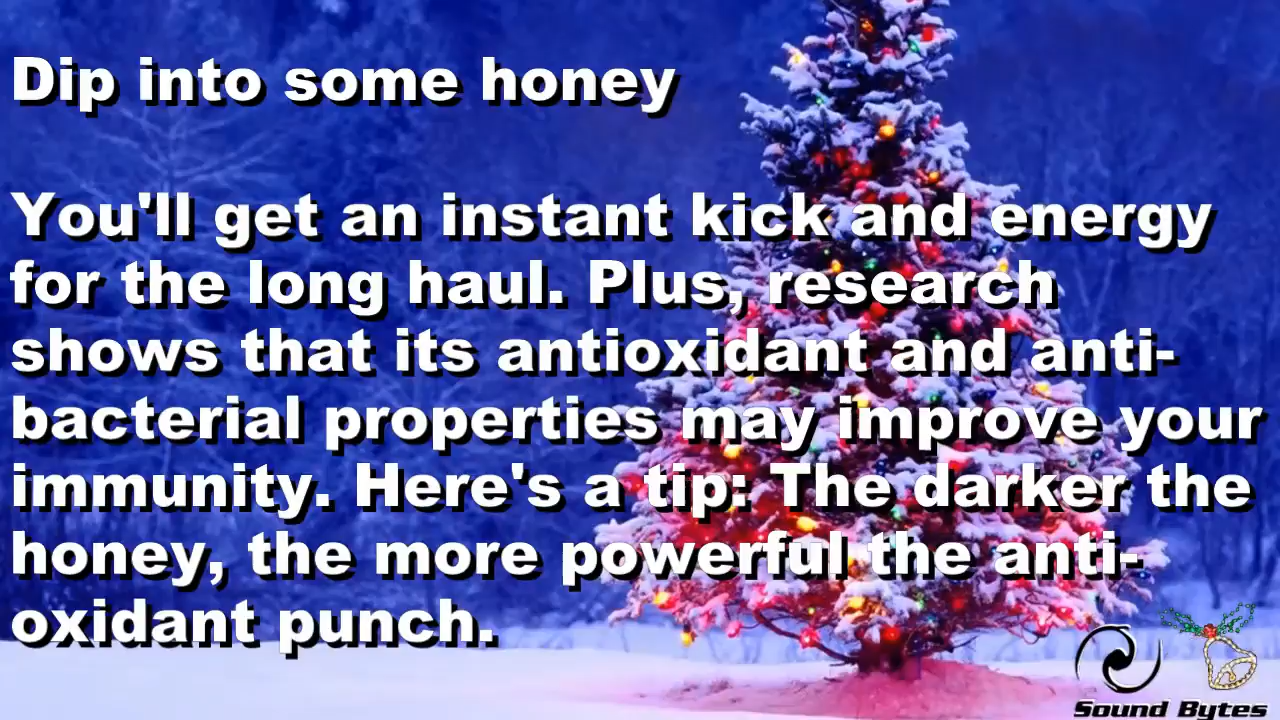 Dip into some honey
You'll get an instant kick and energy
for the long haul. Plus, research
shows that its antioxidant and anti-
bacterial properties may improve your
immunity. Here's a tip: The darker the
honey, the more powerful the anti-
oxidant punch.
Sound Bytes